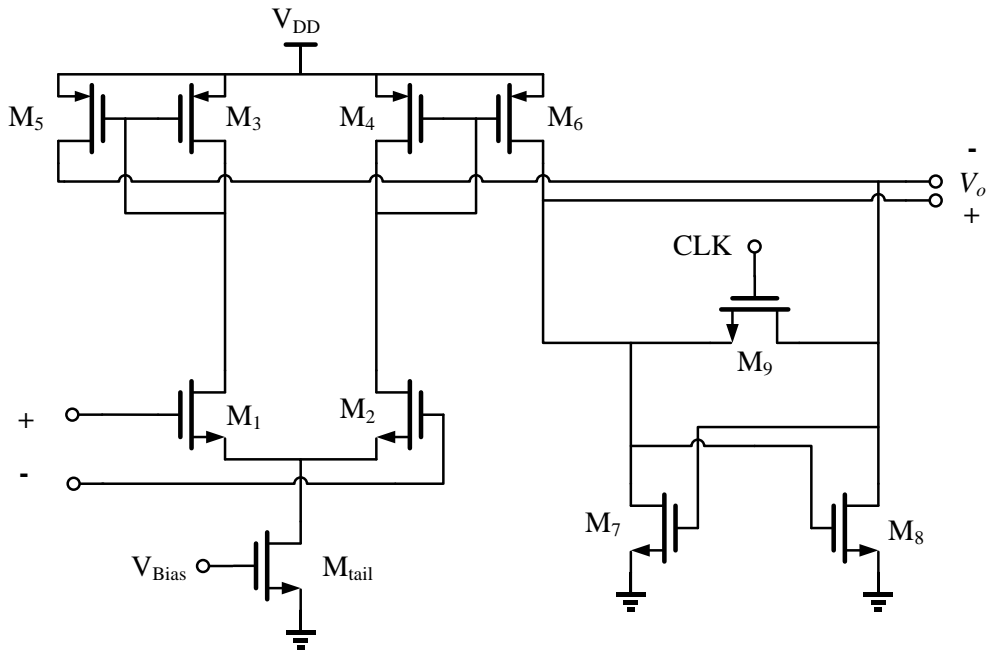 V_DD
M_5
M_3
M_4
M_6
-
V_o
+
CLK
M_9
+
M_1
M_2
-
M_7
M_8
V_Bias
M_tail